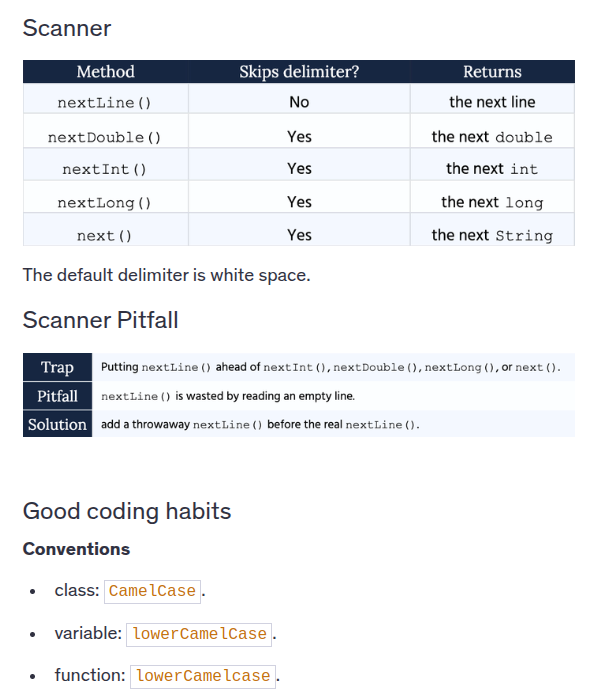 Scanner
Method Skips delimiter? Returns
nextLine() No the next line
nextDouble() Yes the next double
nextInt() Yes the next int
nextLong() Yes the next long
next() Yes the next String
The default delimiter is white space.
Scanner Pitfall
Trap Putting nextLine() ahead of nextInt(), nextDouble(), nextLong(), or next().
Pitfall nextLine() is wasted by reading an empty line.
Solution add a throwaway nextLine() before the real nextLine().
Good coding habits
Conventions
• class: CamelCase.
• variable: lowerCamelCase.
• function: lowerCamelcase.